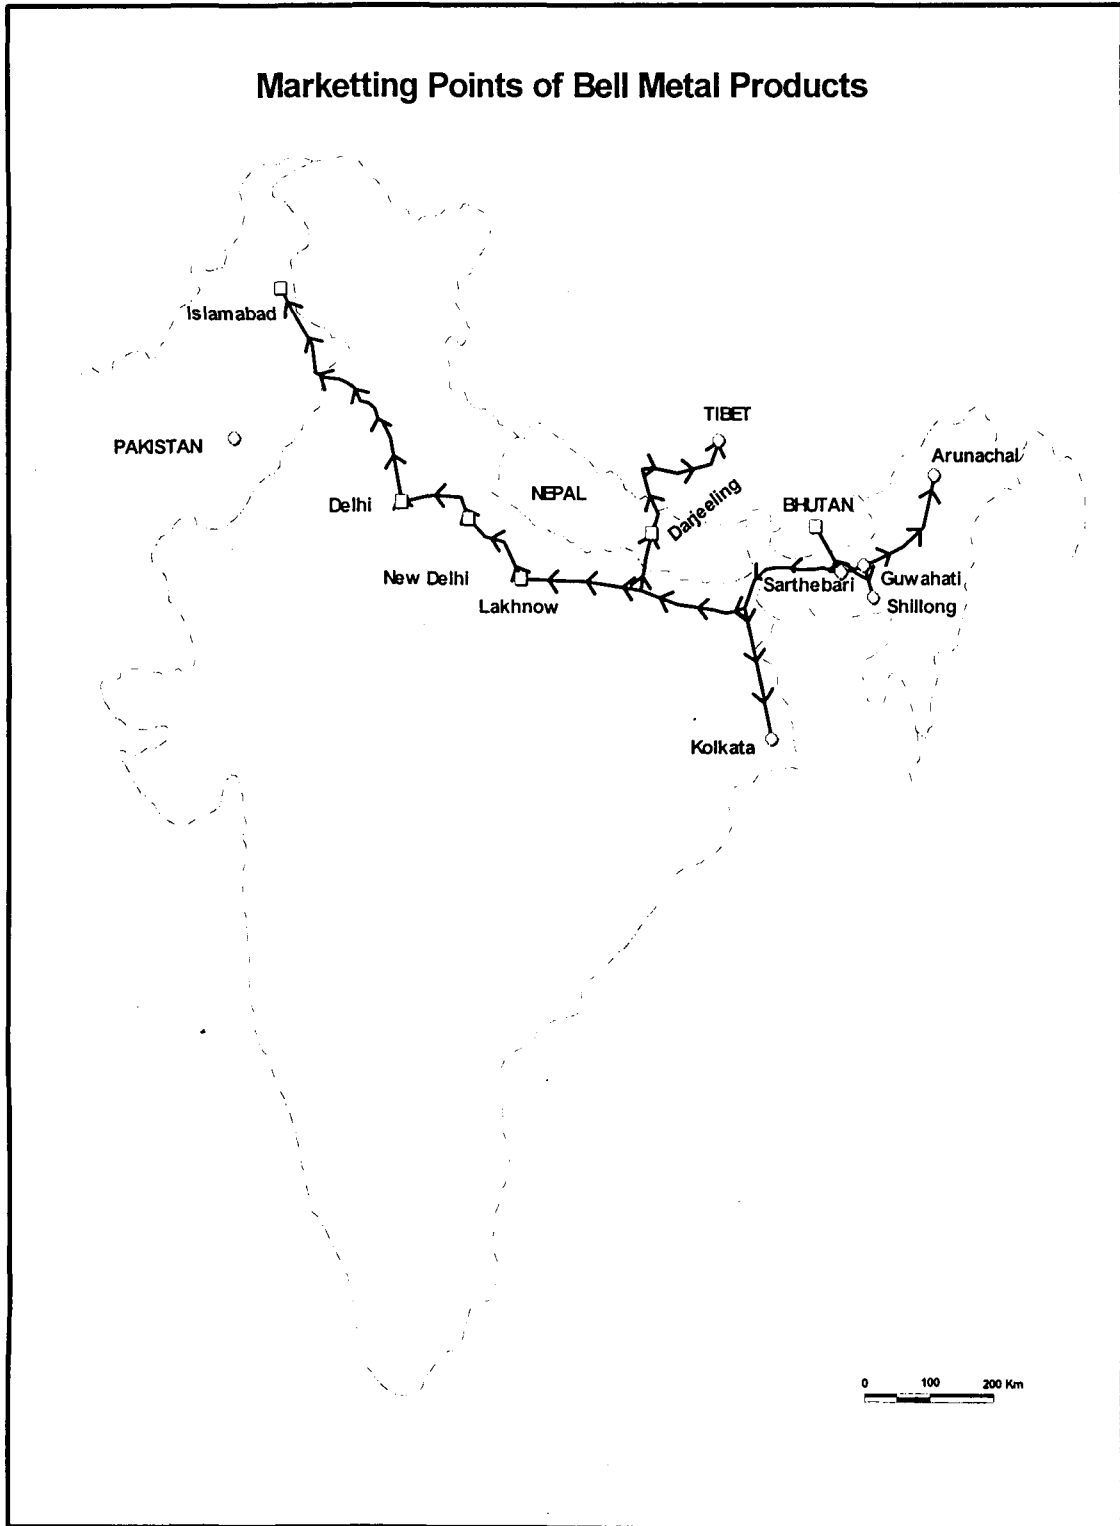 Marketting Points of Bell Metal Products
Islamabad
PAKISTAN
TIBET
Arunachal
Delhi
NEPAL
Darjeeling
BHUTAN
New Delhi
Lakhnow
Sarthebari
Guwahati
Shillong
Kolkata
0 100 200 Km